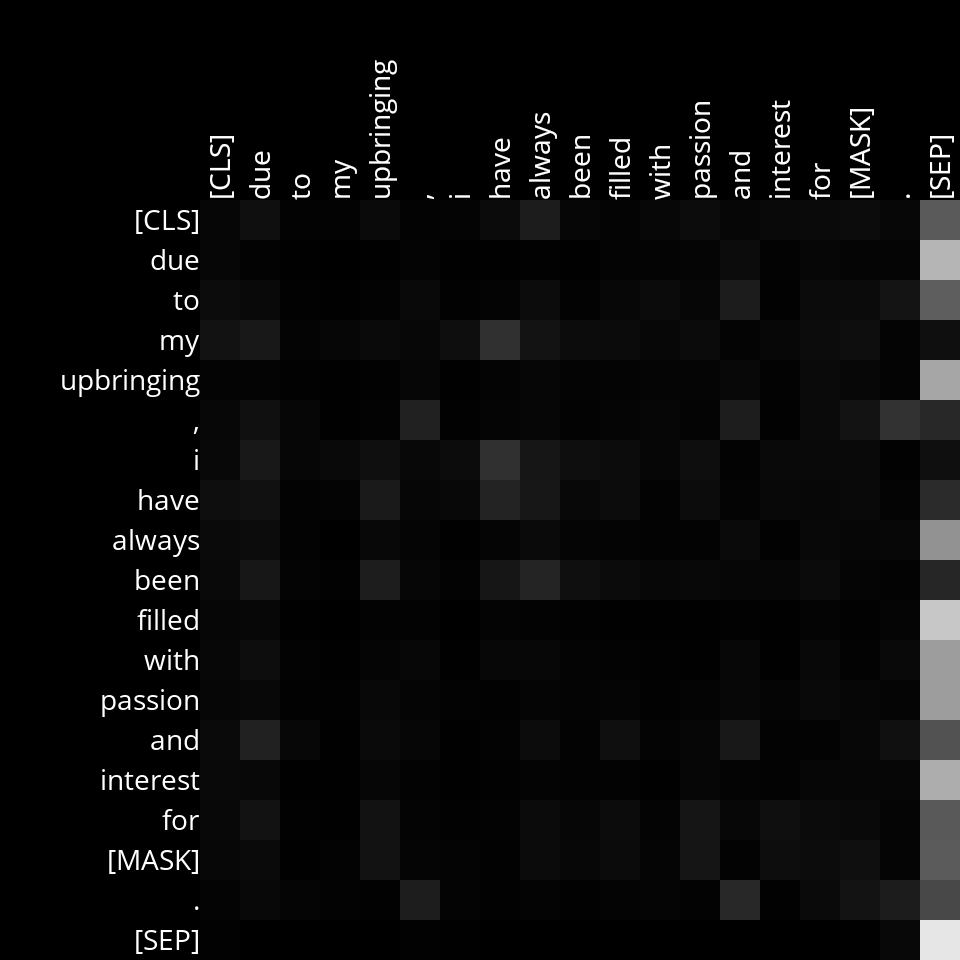 [CLS] due to my upbringing , i have always been filled with passion and interest for [MASK] . [SEP]
[CLS]
due
to
my
upbringing
,
i
have
always
been
filled
with
passion
and
interest
for
[MASK]
.
[SEP]